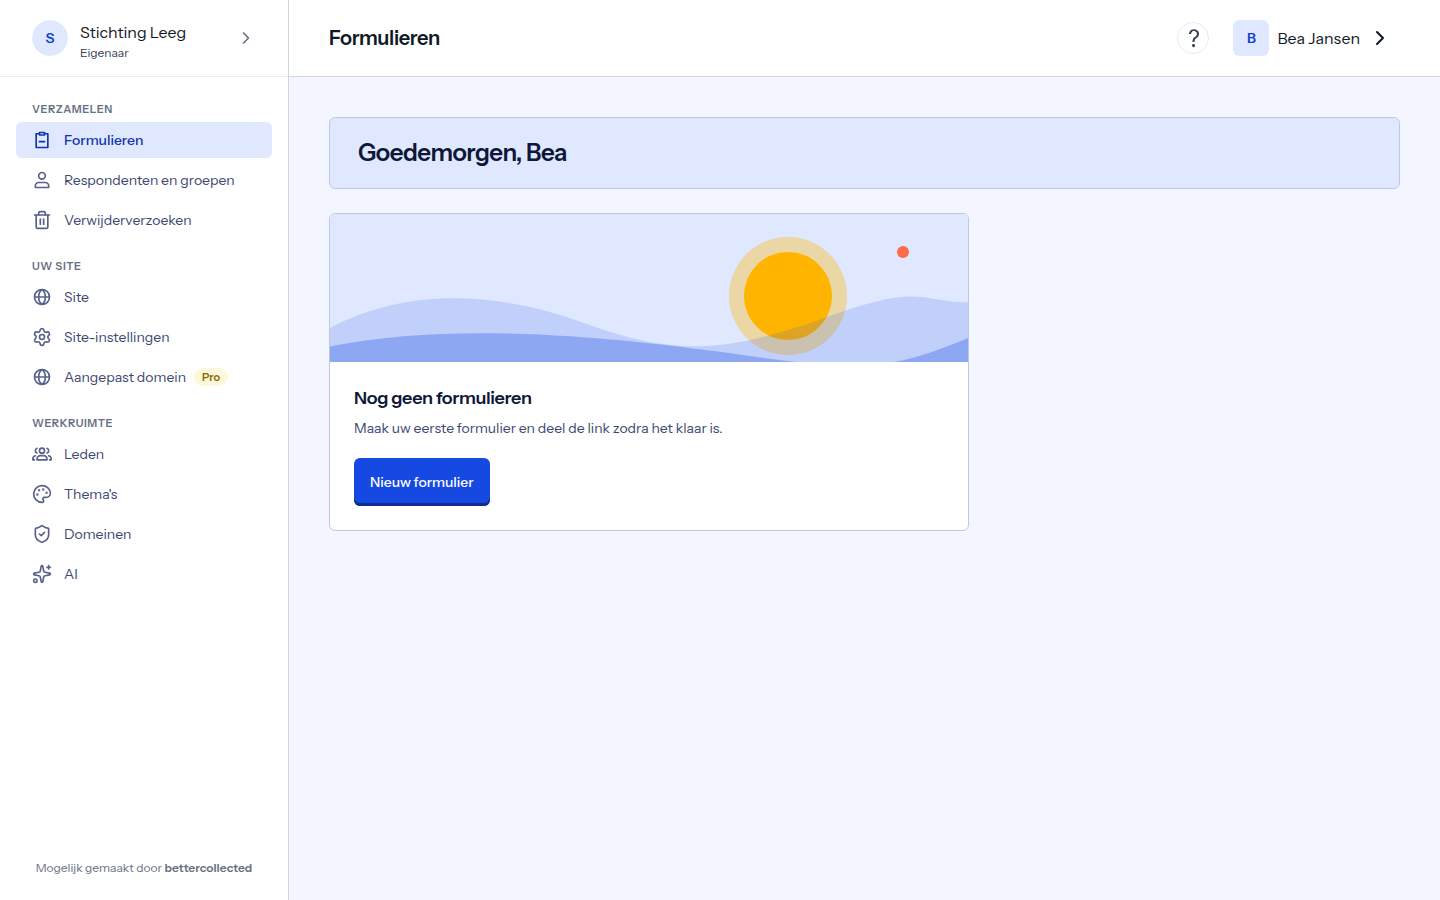 S
Stichting Leeg
Eigenaar
Formulieren
?
B
Bea Jansen
VERZAMELEN
Formulieren
Respondenten en groepen
Verwijderverzoeken
UW SITE
Site
Site-instellingen
Aangepast domein Pro
WERKRUIMTE
Leden
Thema's
Domeinen
AI
Mogelijk gemaakt door bettercollected
Goedemorgen, Bea
Nog geen formulieren
Maak uw eerste formulier en deel de link zodra het klaar is.
Nieuw formulier